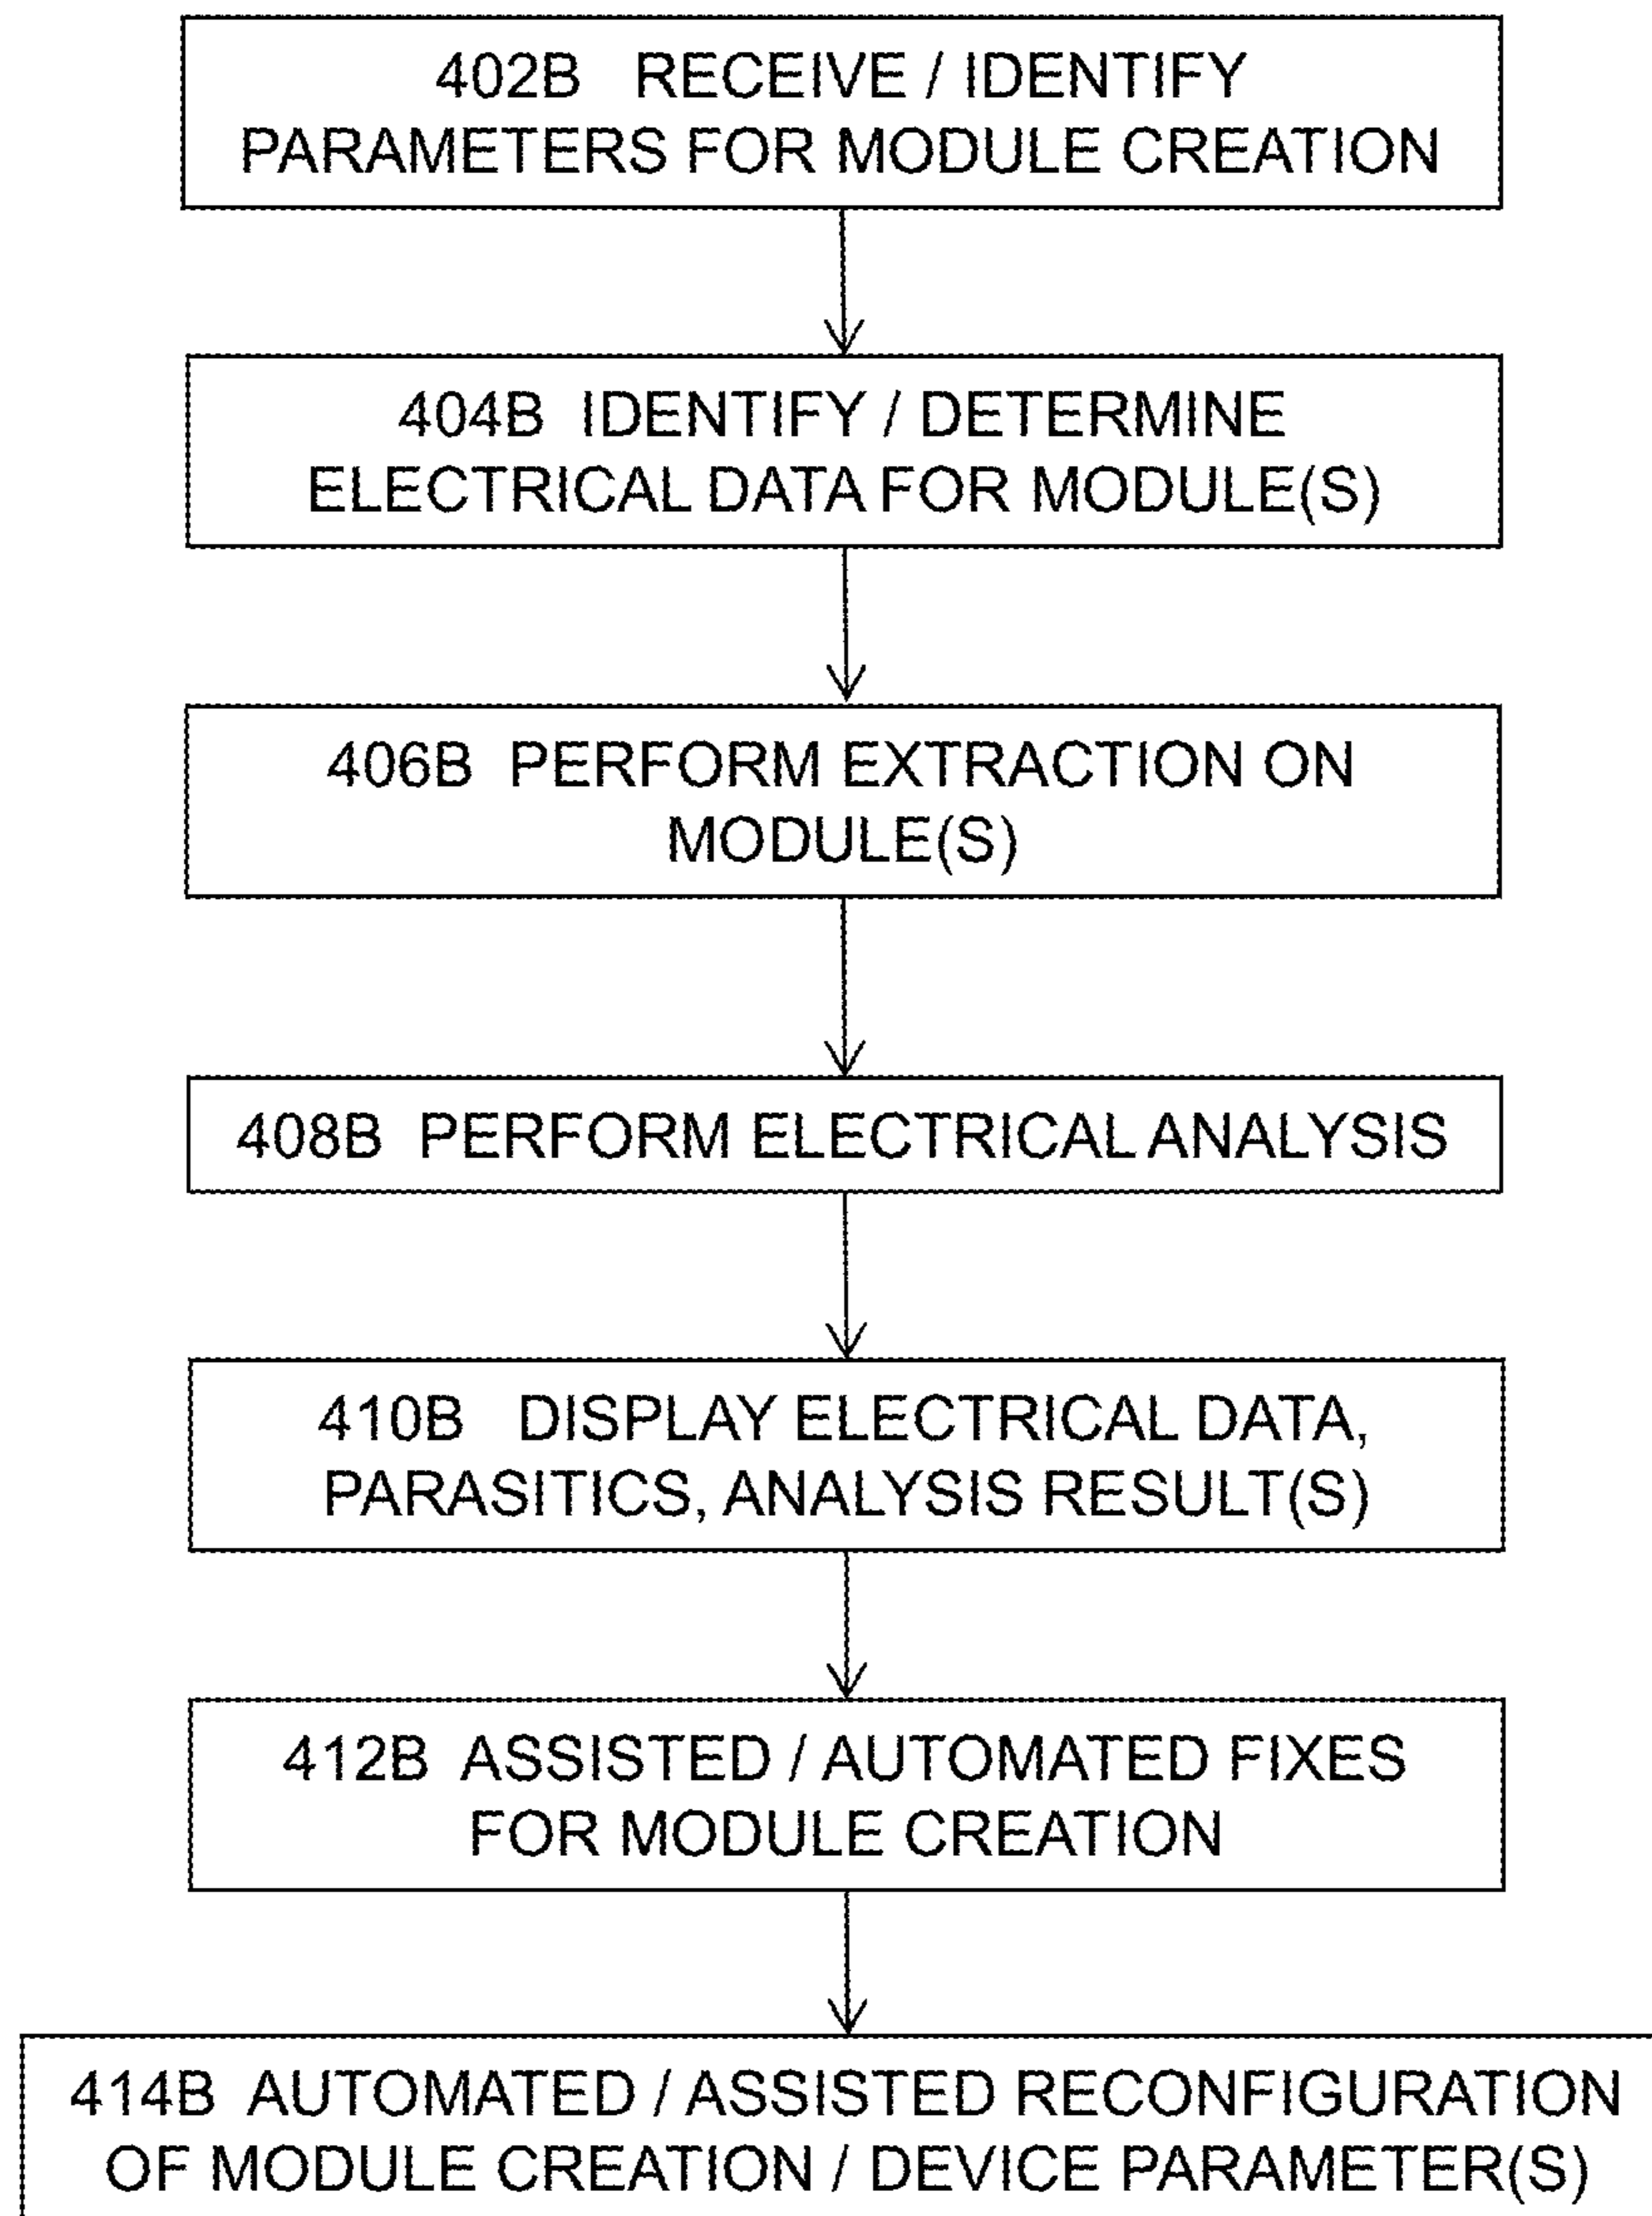 402B RECEIVE / IDENTIFY
PARAMETERS FOR MODULE CREATION
404B IDENTIFY / DETERMINE
ELECTRICAL DATA FOR MODULE(S)
406B PERFORM EXTRACTION ON
MODULE(S)
408B PERFORM ELECTRICAL ANALYSIS
410B DISPLAY ELECTRICAL DATA,
PARASITICS, ANALYSIS RESULT(S)
412B ASSISTED / AUTOMATED FIXES
FOR MODULE CREATION
414B AUTOMATED / ASSISTED RECONFIGURATION
OF MODULE CREATION / DEVICE PARAMETER(S)